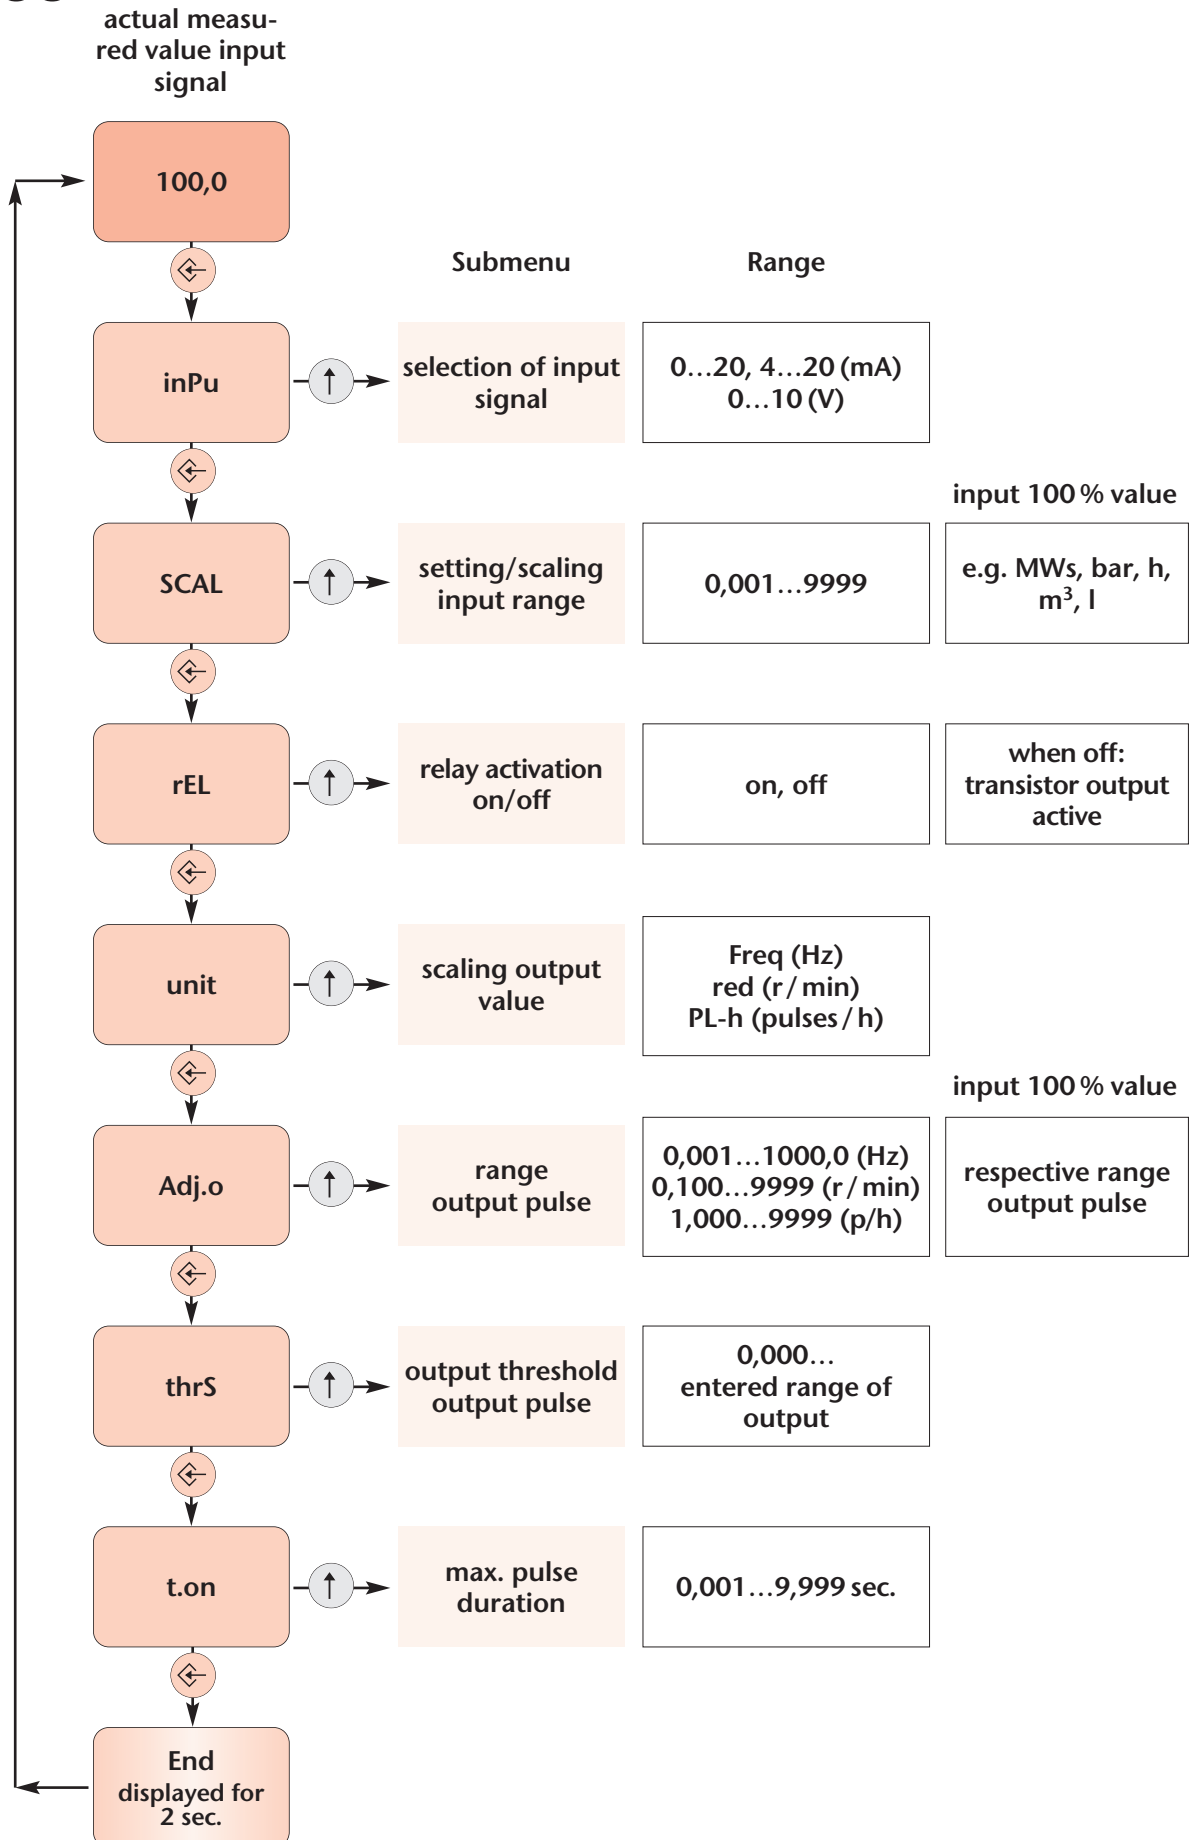 actual measu-
red value input
signal
100,0
Submenu
Range
inPu
selection of input
signal
0…20, 4…20 (mA)
0…10 (V)
input 100 % value
SCAL
setting/scaling
input range
0,001…9999
e.g. MWs, bar, h,
m³, l
rEL
relay activation
on/off
on, off
when off:
transistor output
active
unit
scaling output
value
Freq (Hz)
red (r / min)
PL-h (pulses / h)
input 100 % value
Adj.o
range
output pulse
0,001…1000,0 (Hz)
0,100…9999 (r / min)
1,000…9999 (p/h)
respective range
output pulse
thrS
output threshold
output pulse
0,000…
entered range of
output
t.on
max. pulse
duration
0,001…9,999 sec.
End
displayed for
2 sec.